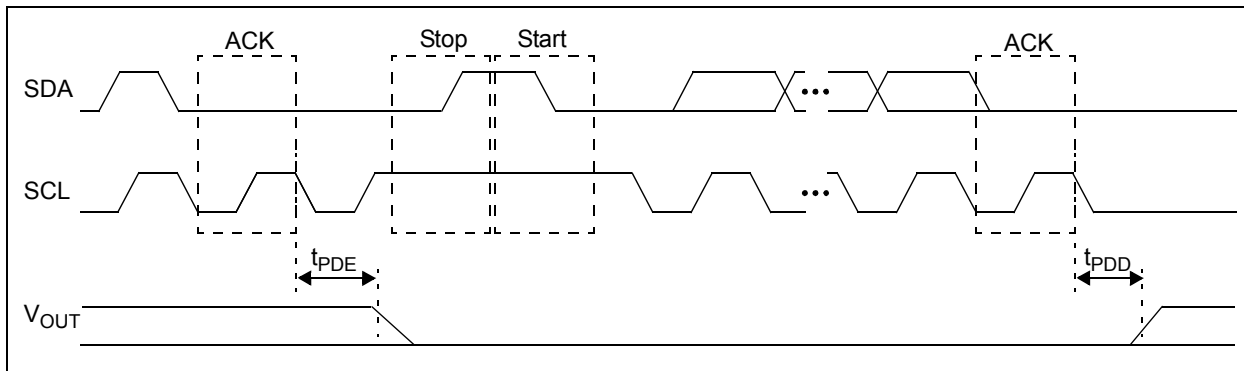 ACK Stop Start ACK
SDA
...
SCL
...
tPDE tPDD
VOUT